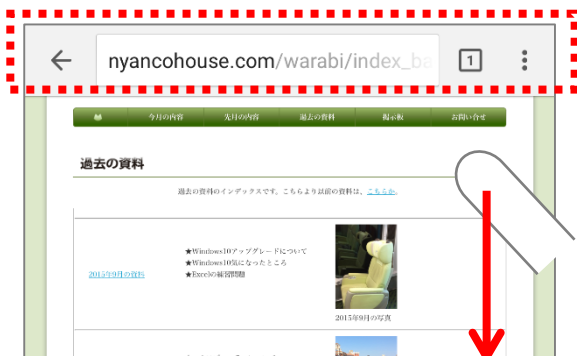 nyancohouse.com/warabi/index_ba
1
今月の内容 先月の内容 過去の資料 掲示板 お問い合せ
過去の資料
過去の資料のインデックスです。こちらより以前の資料は、こちらか。
★Windows10アップグレードについて
★Windows10気になったところ
★Excelの練習問題
2015年9月の資料
2015年9月の写真